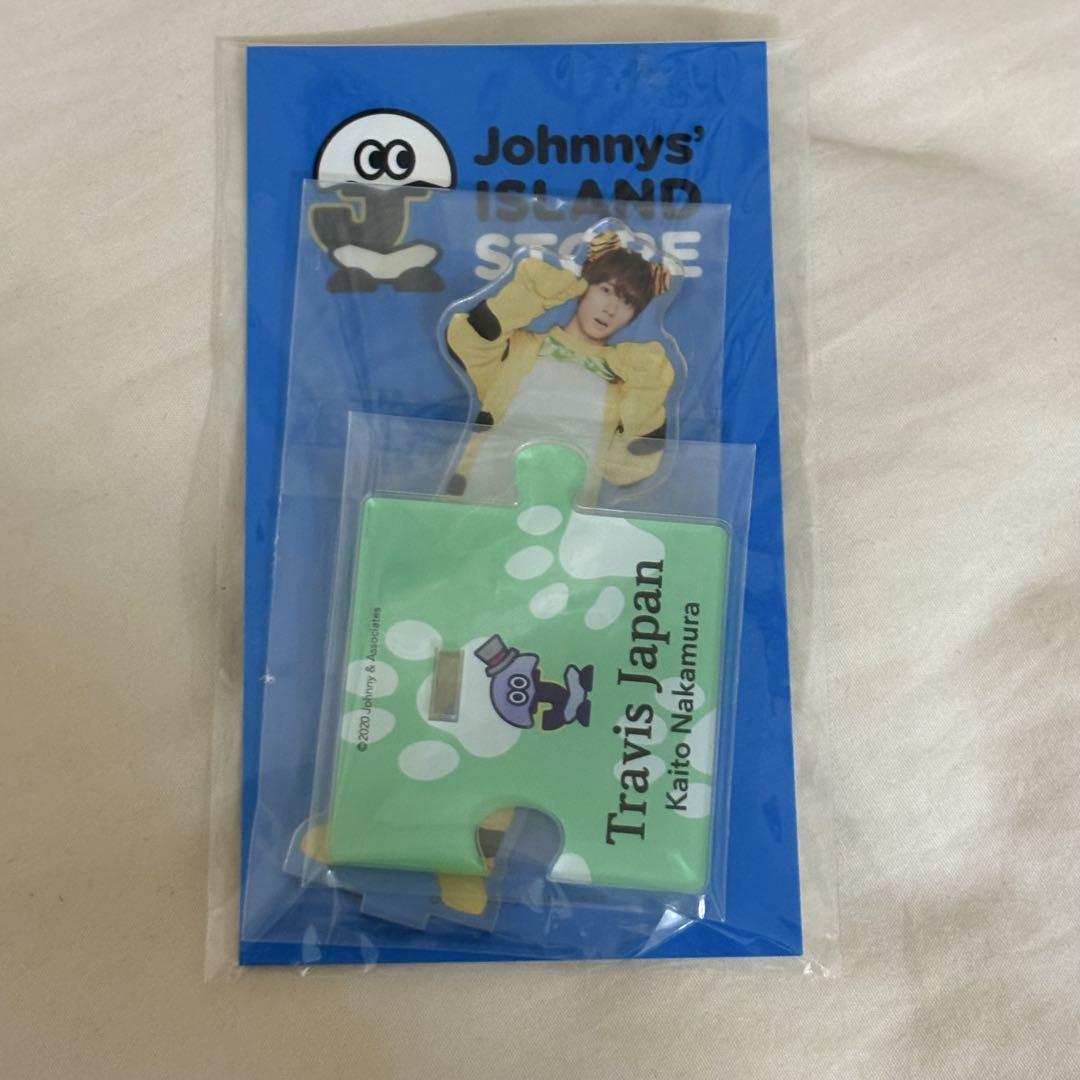 Johnnys'
ISLAND
STORE
Travis Japan
Kaito Nakamura
©2020 Johnny & Associates